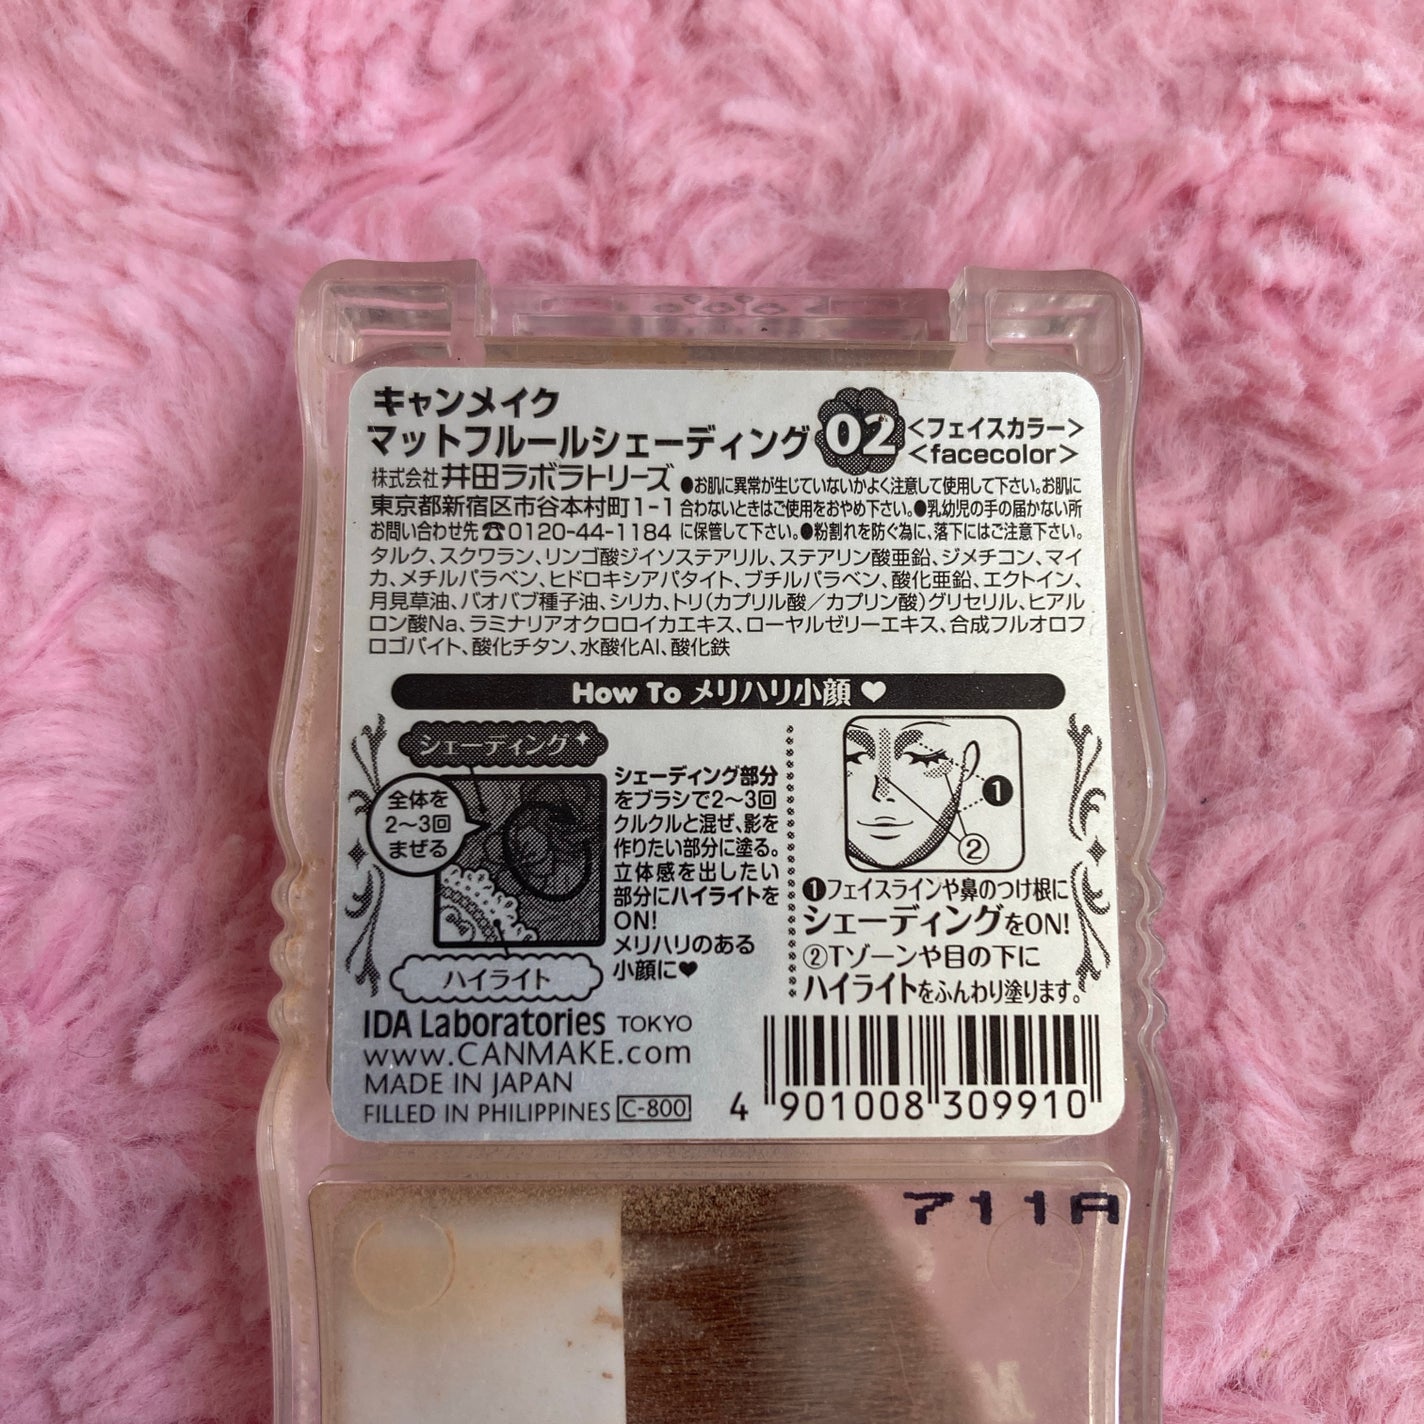 キャンメイク
マットフルールシェーディング 02 <フェイスカラー>
<facecolor>
株式会社 井田ラボラトリーズ
東京都新宿区市谷本村町1-1
お問い合わせ先☎0120-44-1184
●お肌に異常が生じていないかよく注意して使用して下さい。お肌に
合わないときはご使用をおやめ下さい。●乳幼児の手の届かない所
に保管して下さい。●粉割れを防ぐ為に、落下にはご注意下さい。
タルク、スクワラン、リンゴ酸ジイソステアリル、ステアリン酸亜鉛、ジメチコン、マイ
カ、メチルパラベン、ヒドロキシアパタイト、ブチルパラベン、酸化亜鉛、エクトイン、
月見草油、バオバブ種子油、シリカ、トリ(カプリル酸／カプリン酸)グリセリル、ヒアル
ロン酸Na、ラミナリアオクロロイカエキス、ローヤルゼリーエキス、合成フルオロフ
ロゴパイト、酸化チタン、水酸化Al、酸化鉄
How To メリハリ小顔 ♥
シェーディング
全体を
2〜3回
まぜる
ハイライト
シェーディング部分
をブラシで2〜3回
クルクルと混ぜ、影を
作りたい部分に塗る。
立体感を出したい
部分にハイライトを
ON!
メリハリのある
小顔に♥
❶
②
❶フェイスラインや鼻のつけ根に
シェーディングをON!
②Tゾーンや目の下に
ハイライトをふんわり塗ります。
IDA Laboratories TOKYO
www.CANMAKE.com
MADE IN JAPAN
FILLED IN PHILIPPINES C-800
4 901008 309910
711A